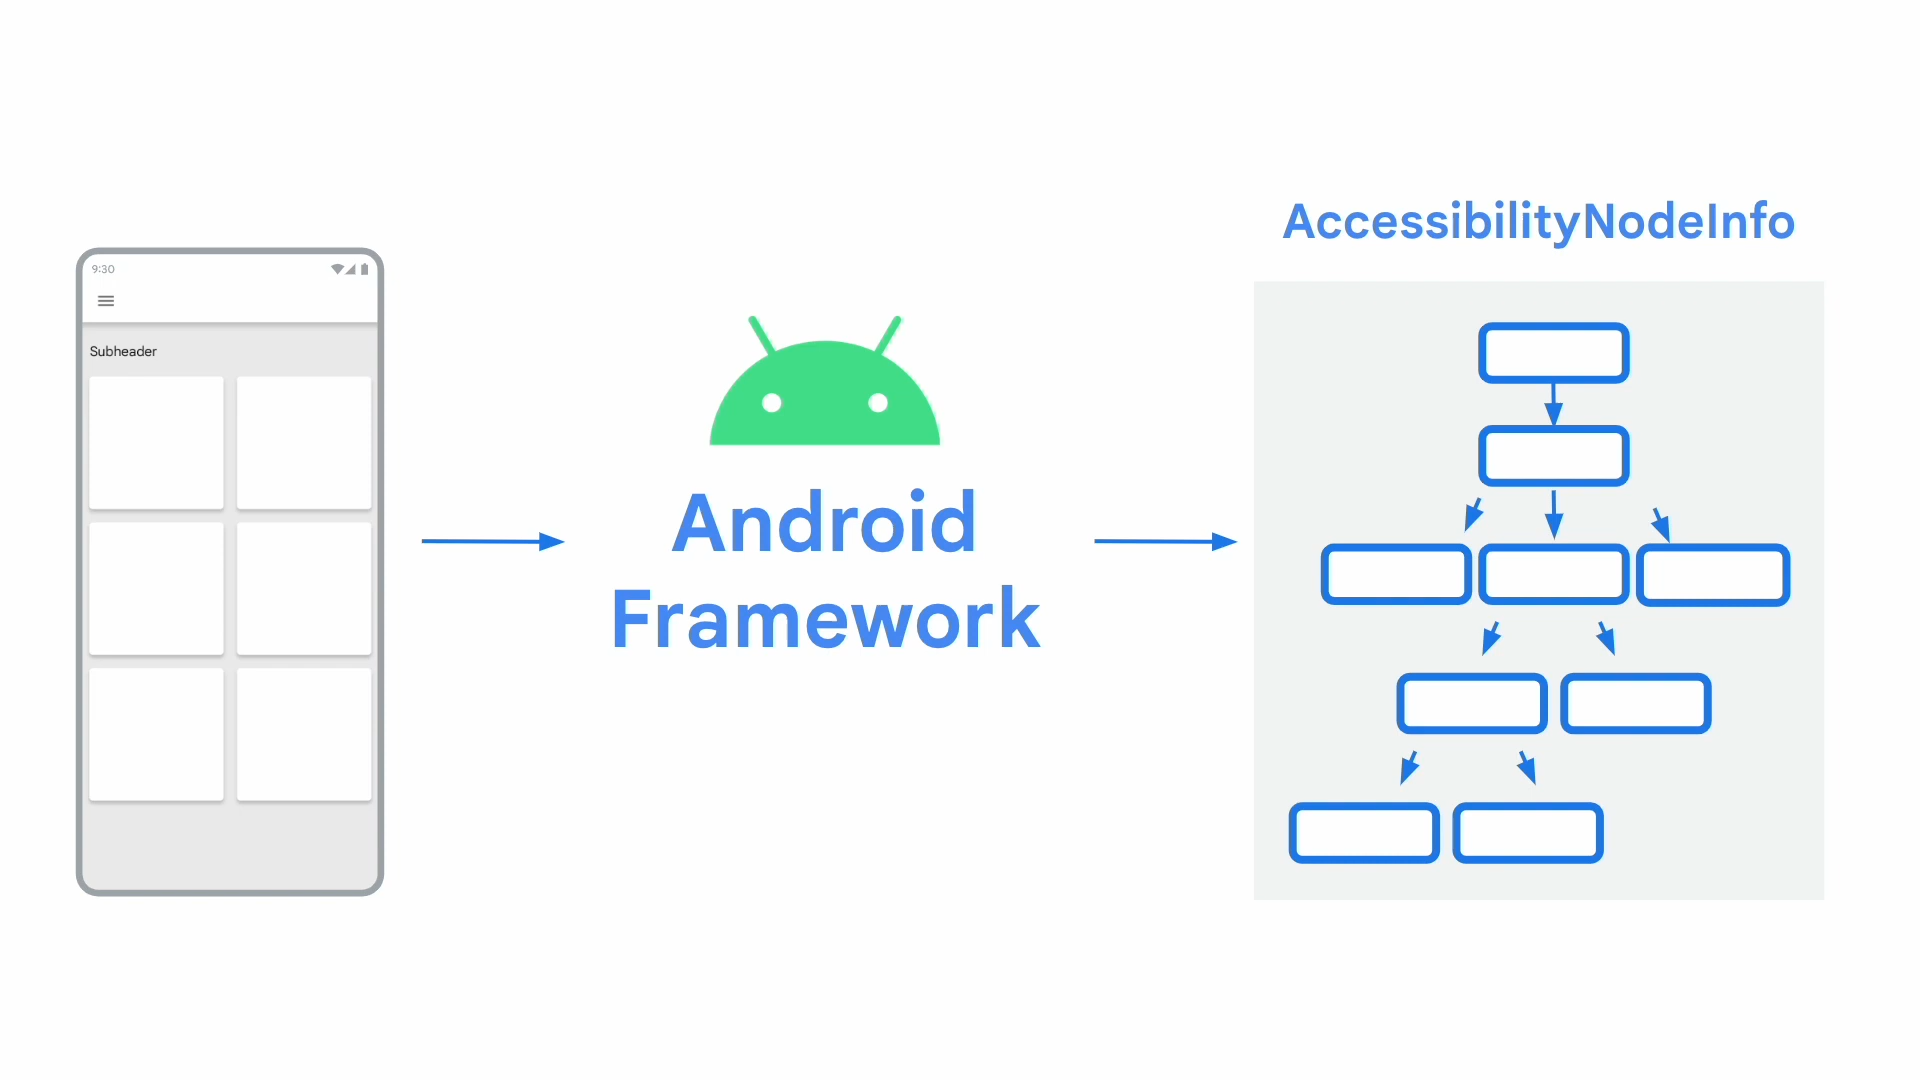 9:30
Subheader
Android
Framework
AccessibilityNodeInfo